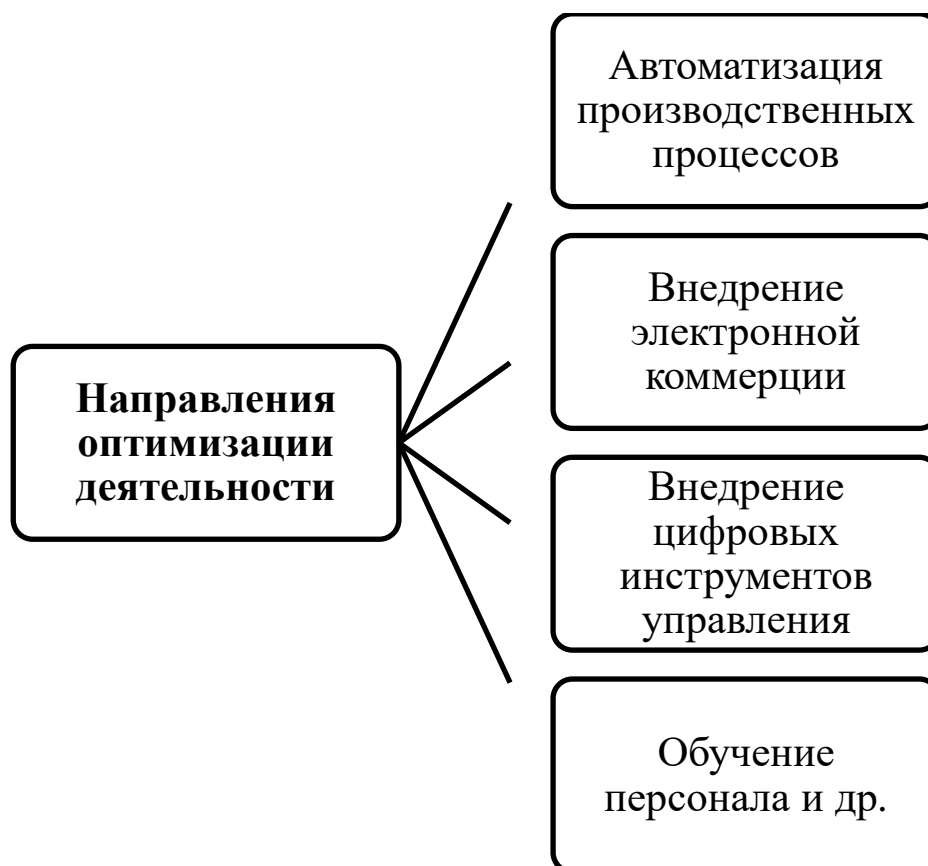 Автоматизация
производственных
процессов
Внедрение
электронной
коммерции
Направления
оптимизации
деятельности
Внедрение
цифровых
инструментов
управления
Обучение
персонала и др.